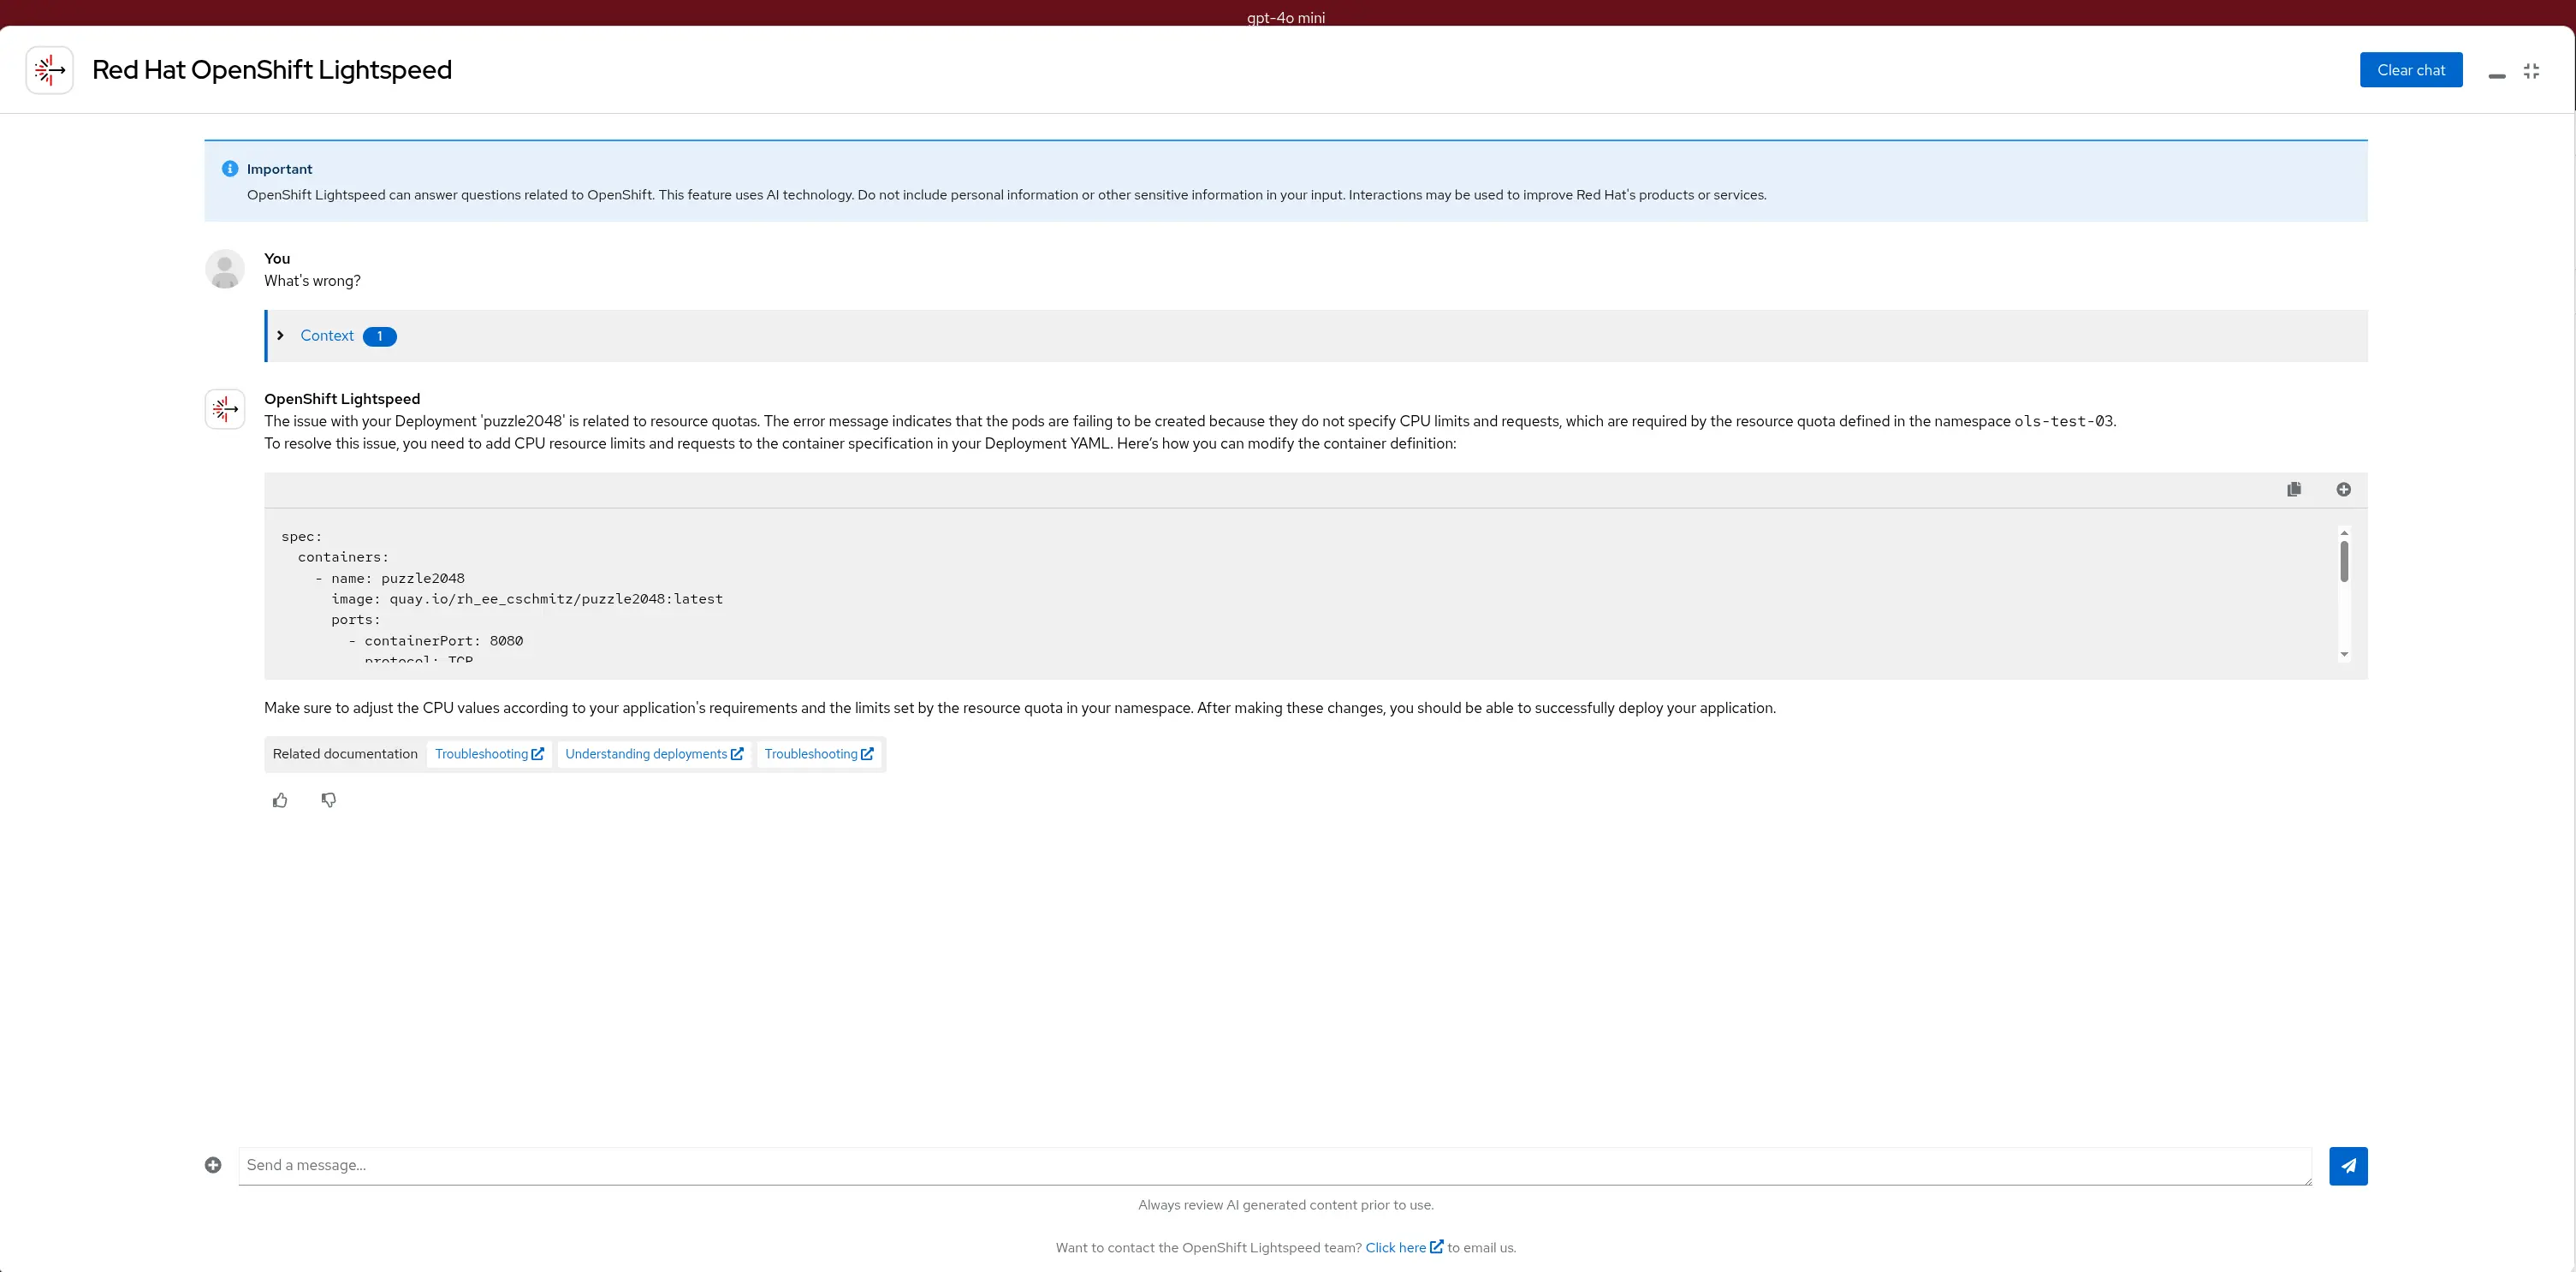 gpt-4o mini
Red Hat OpenShift Lightspeed
Clear chat
Important
OpenShift Lightspeed can answer questions related to OpenShift. This feature uses AI technology. Do not include personal information or other sensitive information in your input. Interactions may be used to improve Red Hat's products or services.
You
What's wrong?
Context 1
OpenShift Lightspeed
The issue with your Deployment 'puzzle2048' is related to resource quotas. The error message indicates that the pods are failing to be created because they do not specify CPU limits and requests, which are required by the resource quota defined in the namespace ols-test-03.
To resolve this issue, you need to add CPU resource limits and requests to the container specification in your Deployment YAML. Here's how you can modify the container definition:
spec:
  containers:
    - name: puzzle2048
      image: quay.io/rh_ee_cschmitz/puzzle2048:latest
      ports:
        - containerPort: 8080
          protocol: TCP
Make sure to adjust the CPU values according to your application's requirements and the limits set by the resource quota in your namespace. After making these changes, you should be able to successfully deploy your application.
Related documentation Troubleshooting Understanding deployments Troubleshooting
Send a message...
Always review AI generated content prior to use.
Want to contact the OpenShift Lightspeed team? Click here to email us.